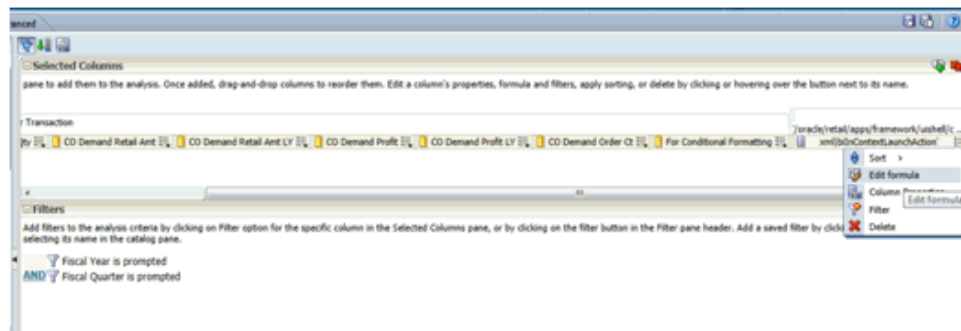 anced
Selected Columns
pane to add them to the analysis. Once added, drag-and-drop columns to reorder them. Edit a column's properties, formula and filters, apply sorting, or delete by clicking or hovering over the button next to its name.
r Transaction
'/oracle/retail/apps/framework/uishell/c ...
ty CO Demand Retail Amt CO Demand Retail Amt LY CO Demand Profit CO Demand Profit LY CO Demand Order Ct For Conditional Formatting xml|biInContextLaunchAction'
Sort
Edit formula
Column
Edit formula
Filter
Delete
Filters
Add filters to the analysis criteria by clicking on Filter option for the specific column in the Selected Columns pane, or by clicking on the filter button in the Filter pane header. Add a saved filter by
selecting its name in the catalog pane.
Fiscal Year is prompted
AND Fiscal Quarter is prompted